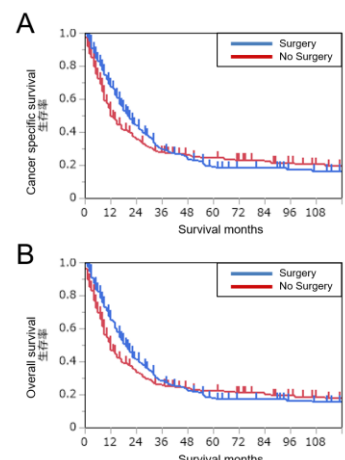 A
Cancer specific survival
生存率
1.0
0.8
0.6
0.4
0.2
0
Surgery
No Surgery
0 12 24 36 48 60 72 84 96 108
Survival months
B
Overall survival
生存率
1.0
0.8
0.6
0.4
0.2
0
Surgery
No Surgery
0 12 24 36 48 60 72 84 96 108
Survival months